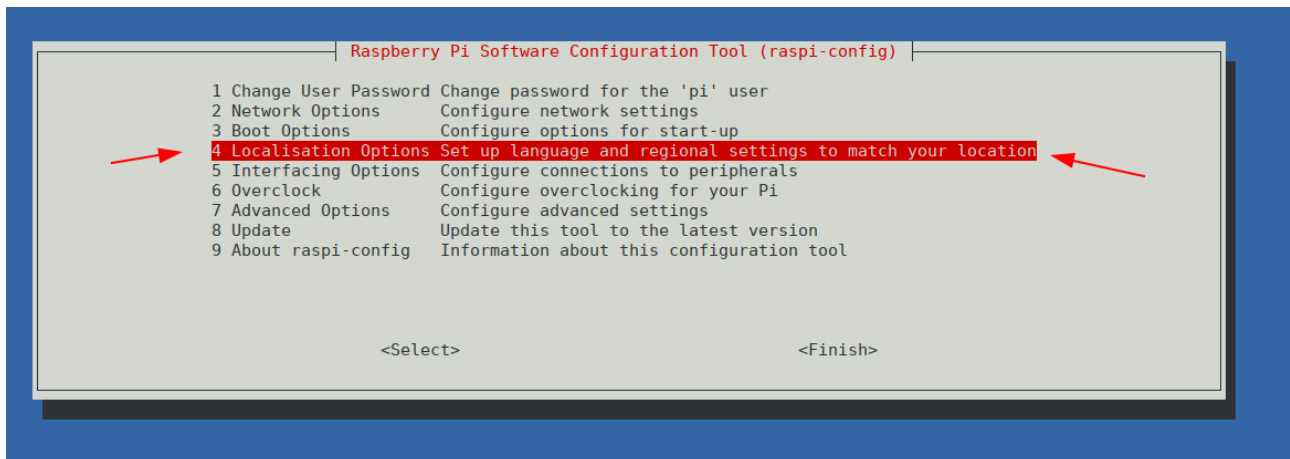 Raspberry Pi Software Configuration Tool (raspi-config)
1 Change User Password Change password for the 'pi' user
2 Network Options Configure network settings
3 Boot Options Configure options for start-up
4 Localisation Options Set up language and regional settings to match your location
5 Interfacing Options Configure connections to peripherals
6 Overclock Configure overclocking for your Pi
7 Advanced Options Configure advanced settings
8 Update Update this tool to the latest version
9 About raspi-config Information about this configuration tool
<Select> <Finish>